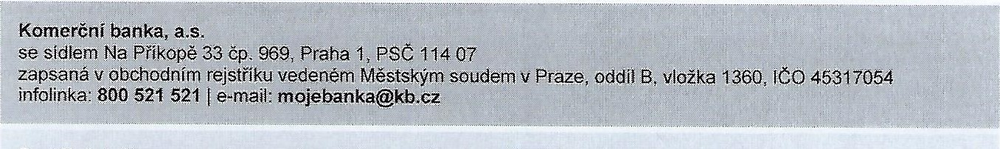 Komerční banka, a.s.
se sídlem Na Příkopě 33 čp. 969, Praha 1, PSČ 114 07
zapsaná v obchodním rejstříku vedeném Městským soudem v Praze, oddíl B, vložka 1360, IČO 45317054
infolinka: 800 521 521 | e-mail: mojebanka@kb.cz